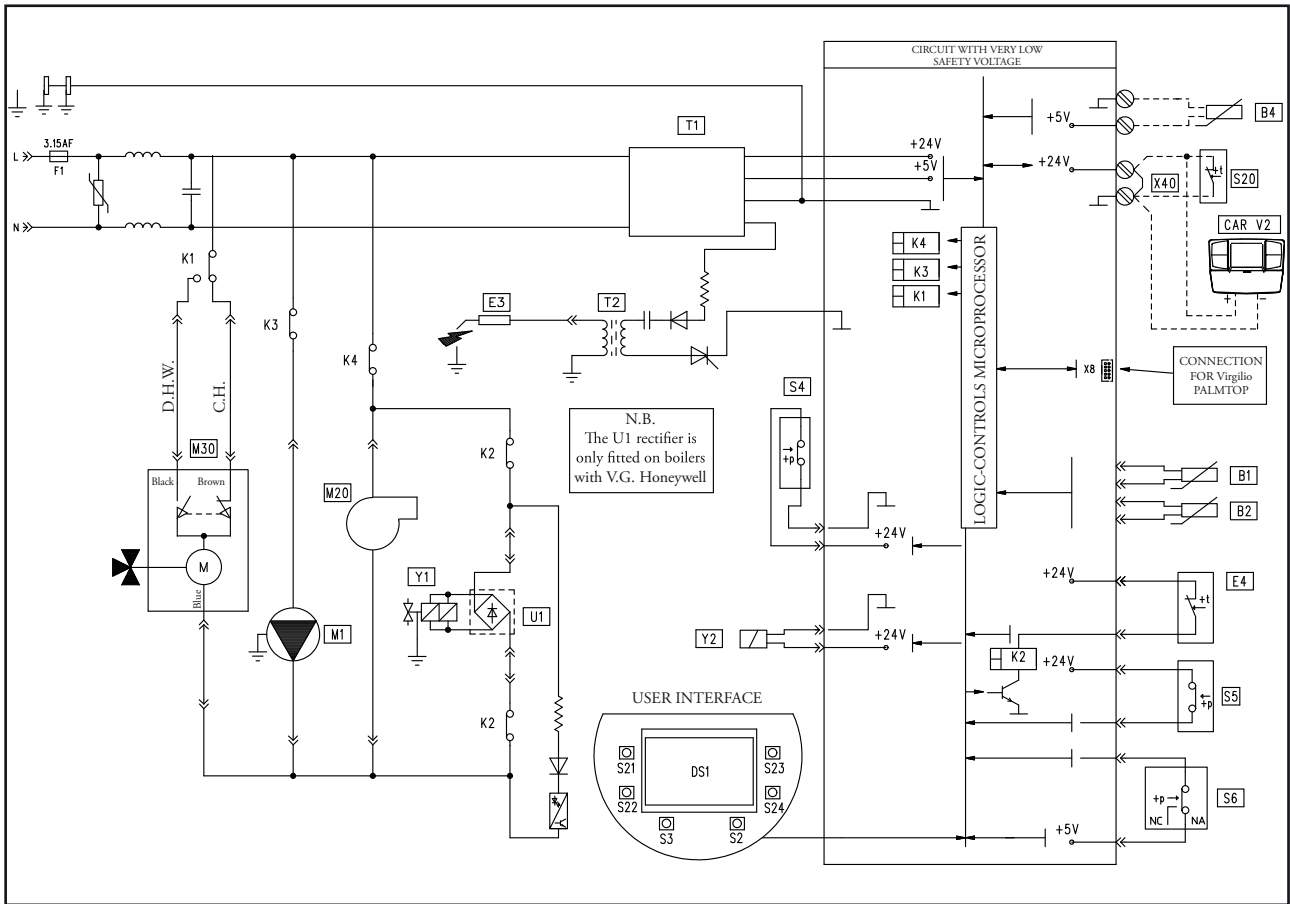 CIRCUIT WITH VERY LOW
SAFETY VOLTAGE
B4
+5V
3.15AF
F1
T1
L
N
+24V
+5V
+24V
X40
+t
S20
CAR V2
+ -
K1
K4
K3
K1
LOGIC-CONTROLS MICROPROCESSOR
E3
T2
K3
K4
D.H.W.
C.H.
S4
+p
X8
CONNECTION
FOR Virgilio
PALMTOP
N.B.
The U1 rectifier is
only fitted on boilers
with V.G. Honeywell
M30
Black
Brown
M
Blue
M20
K2
B1
B2
+24V
Y1
U1
+24V
E4
+t
M1
Y2
+24V
K2
+24V
S5
+p
K2
USER INTERFACE
S21
S22
S3
DS1
S2
S23
S24
+p
NC
NA
S6
+5V